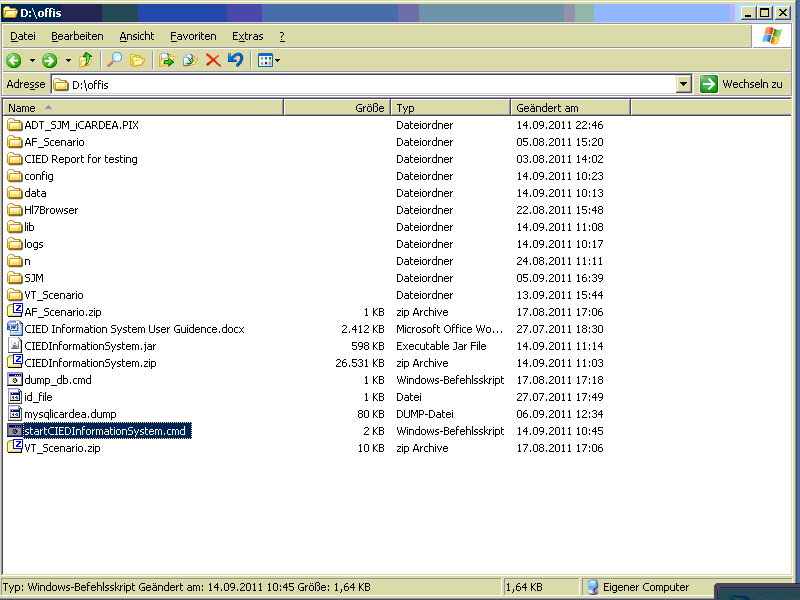 D:\offis
Datei Bearbeiten Ansicht Favoriten Extras ?
Adresse D:\offis Wechseln zu
Name Größe Typ Geändert am
ADT_SJM_iCARDEA.PIX Dateiordner 14.09.2011 22:46
AF_Scenario Dateiordner 05.08.2011 15:20
CIED Report for testing Dateiordner 03.08.2011 14:02
config Dateiordner 14.09.2011 10:23
data Dateiordner 14.09.2011 10:13
Hl7Browser Dateiordner 22.08.2011 15:48
lib Dateiordner 14.09.2011 11:08
logs Dateiordner 14.09.2011 10:17
n Dateiordner 24.08.2011 11:11
SJM Dateiordner 05.09.2011 16:39
VT_Scenario Dateiordner 13.09.2011 15:44
AF_Scenario.zip 1 KB zip Archive 17.08.2011 17:06
CIED Information System User Guidence.docx 2.412 KB Microsoft Office Wo... 27.07.2011 18:30
CIEDInformationSystem.jar 598 KB Executable Jar File 14.09.2011 11:14
CIEDInformationSystem.zip 26.531 KB zip Archive 14.09.2011 11:03
dump_db.cmd 1 KB Windows-Befehlsskript 17.08.2011 17:18
id_file 1 KB Datei 27.07.2011 17:49
mysqlicardea.dump 80 KB DUMP-Datei 06.09.2011 12:34
startCIEDInformationSystem.cmd 2 KB Windows-Befehlsskript 14.09.2011 10:45
VT_Scenario.zip 10 KB zip Archive 17.08.2011 17:06
Typ: Windows-Befehlsskript Geändert am: 14.09.2011 10:45 Größe: 1,64 KB 1,64 KB Eigener Computer